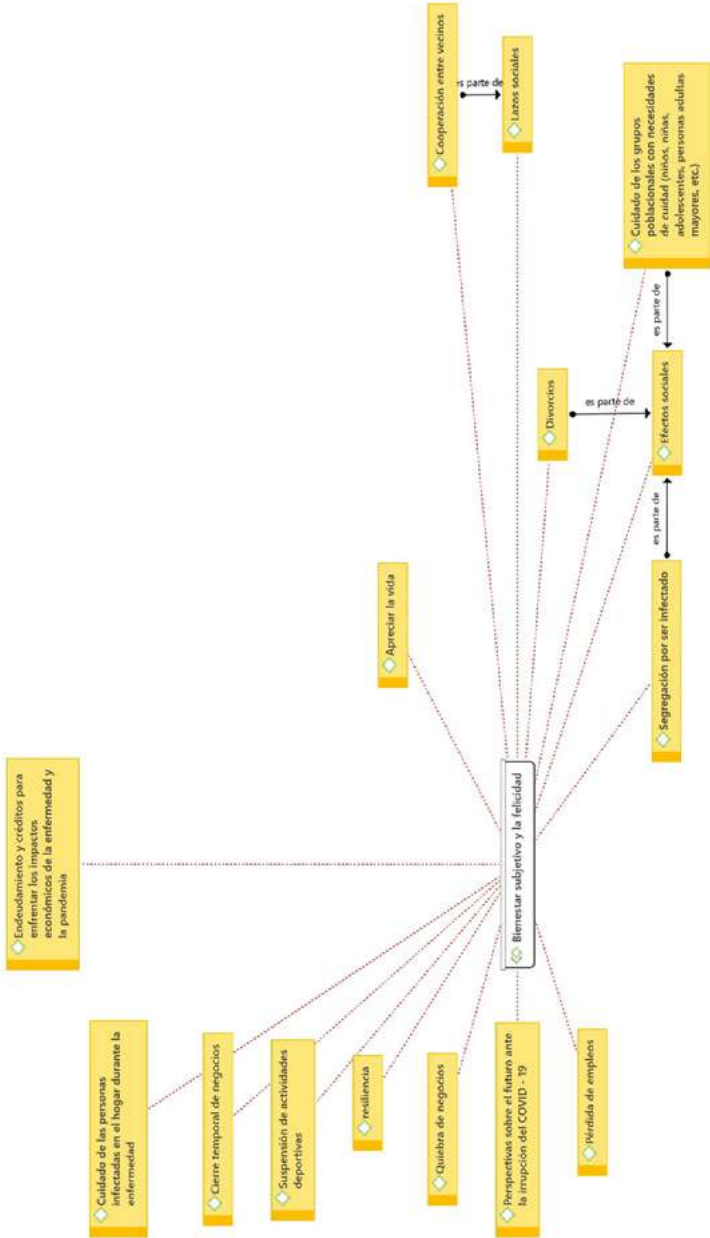 Endeudamiento y créditos para
enfrentar los impactos
económicos de la enfermedad y
la pandemia
Cuidado de las personas
infectadas en el hogar durante la
enfermedad
Cierre temporal de negocios
Suspensión de actividades
deportivas
resiliencia
Quiebra de negocios
Perspectivas sobre el futuro ante
la irrupción del COVID - 19
Pérdida de empleos
Bienestar subjetivo y la felicidad
Apreciar la vida
Cooperación entre vecinos
es parte de
Lazos sociales
Divorcios
es parte de
Segregación por ser infectado
es parte de
Efectos sociales
es parte de
Cuidado de los grupos
poblacionales con necesidades
de cuidad (niños, niñas,
adolescentes, personas adultas
mayores, etc.)